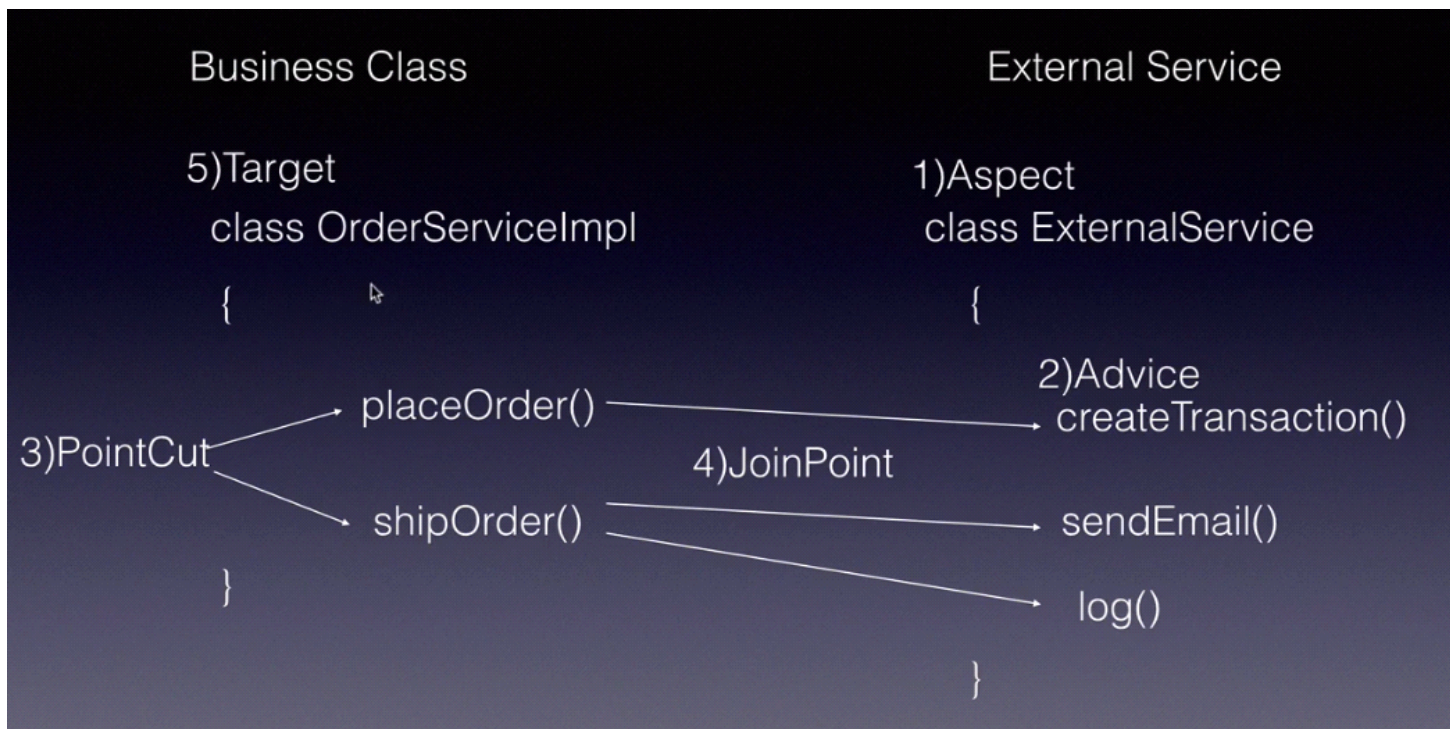 Business Class
External Service
5)Target
class OrderServiceImpl
{
3)PointCut
placeOrder()
shipOrder()
}
4)JoinPoint
1)Aspect
class ExternalService
{
2)Advice
createTransaction()
sendEmail()
log()
}